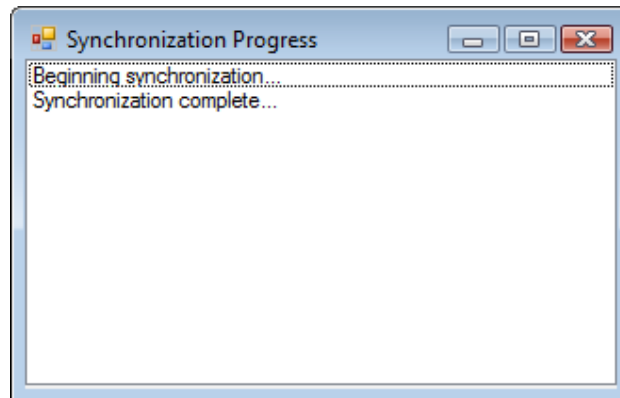 Synchronization Progress
Beginning synchronization...
Synchronization complete...